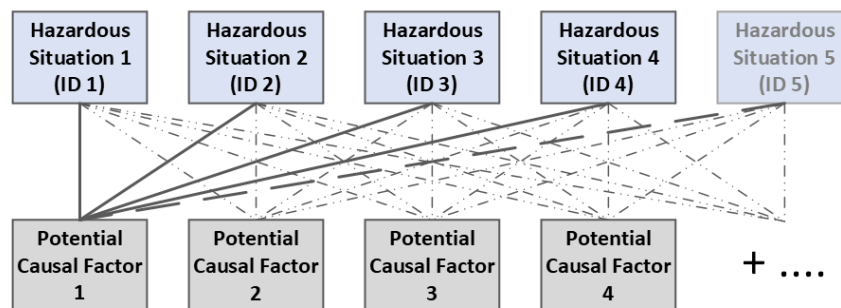 Hazardous
Situation 1
(ID 1)
Hazardous
Situation 2
(ID 2)
Hazardous
Situation 3
(ID 3)
Hazardous
Situation 4
(ID 4)
Hazardous
Situation 5
(ID 5)
Potential
Causal Factor
1
Potential
Causal Factor
2
Potential
Causal Factor
3
Potential
Causal Factor
4
+ ....